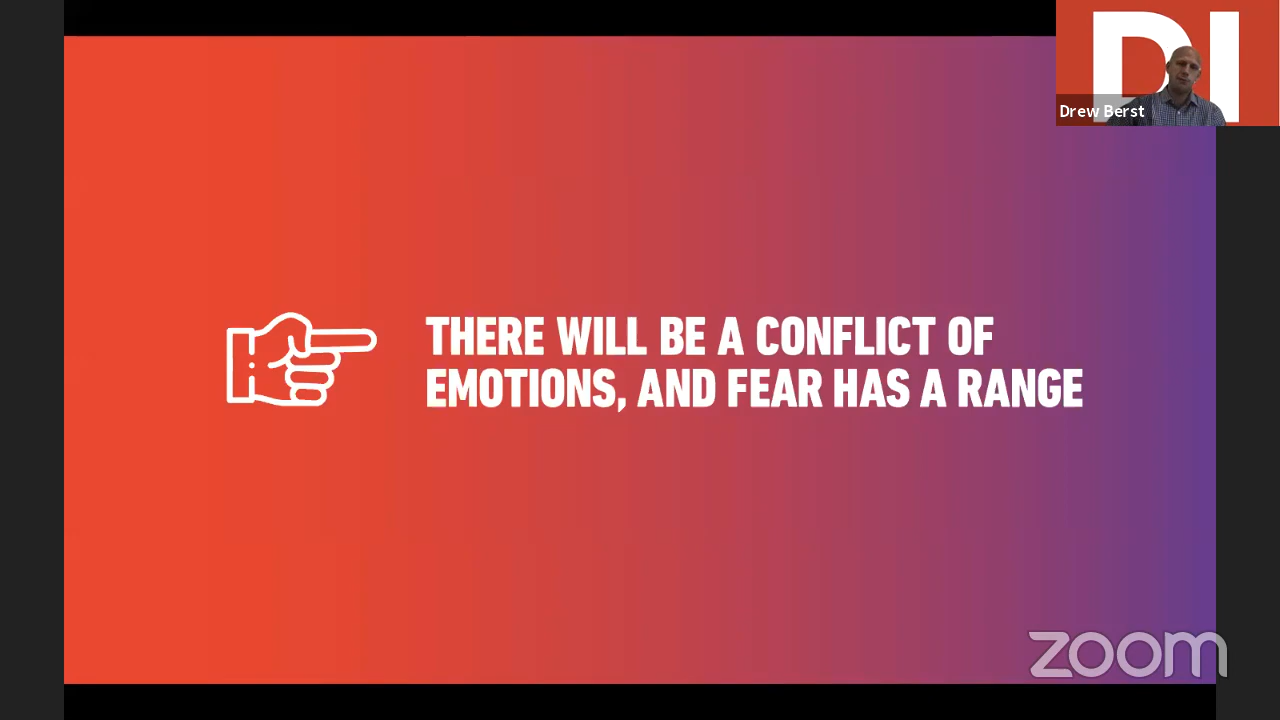 DI
Drew Berst
THERE WILL BE A CONFLICT OF
EMOTIONS, AND FEAR HAS A RANGE
zoom